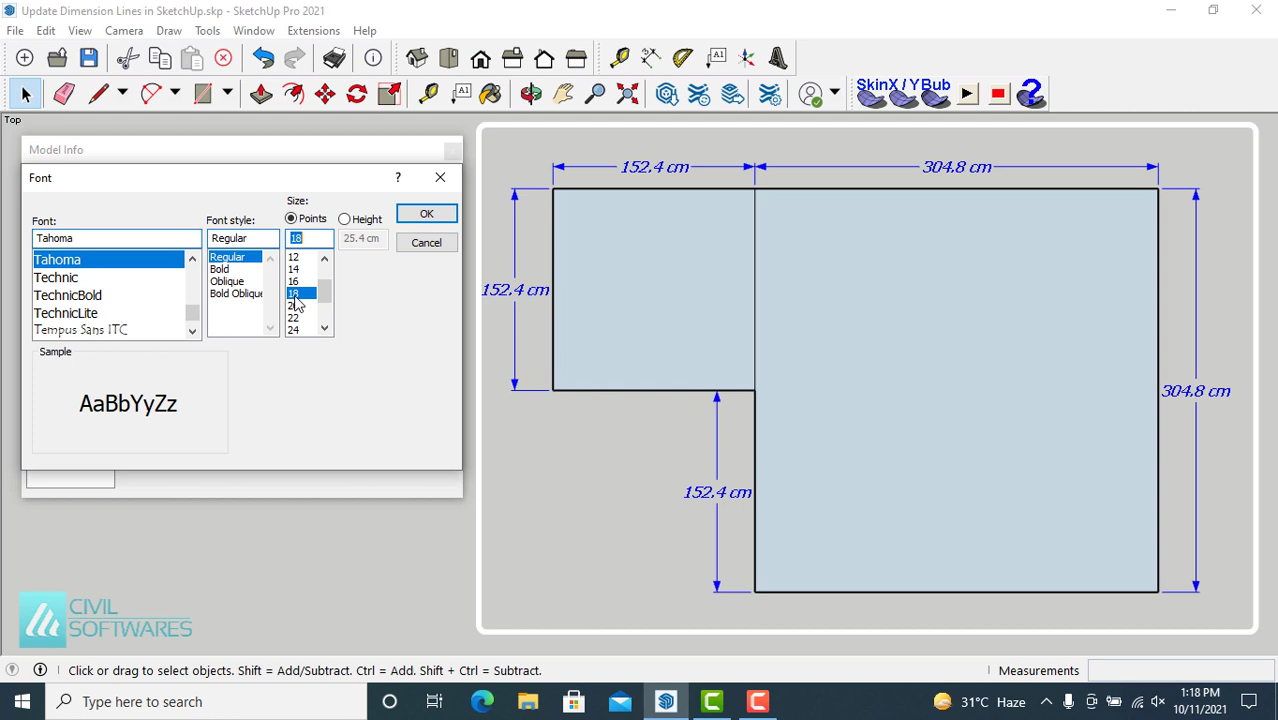 Update Dimension Lines in SketchUp.skp - SketchUp Pro 2021
File Edit View Camera Draw Tools Window Extensions Help
A1
A1
SkinX / YBub
?
Top
Model Info
Font
?
Size:
Points Height
Font:
Font style:
Tahoma
Regular
18
25.4 cm
OK
Cancel
Tahoma
Technic
TechnicBold
TechnicLite
Tempus Sans ITC
Regular
Bold
Oblique
Bold Oblique
12
14
16
18
22
24
Sample
AaBbYyZz
152.4 cm
304.8 cm
152.4 cm
304.8 cm
152.4 cm
CIVIL
SOFTWARES
Click or drag to select objects. Shift = Add/Subtract. Ctrl = Add. Shift + Ctrl = Subtract.
Measurements
Type here to search
31°C Haze
1:18 PM
10/11/2021